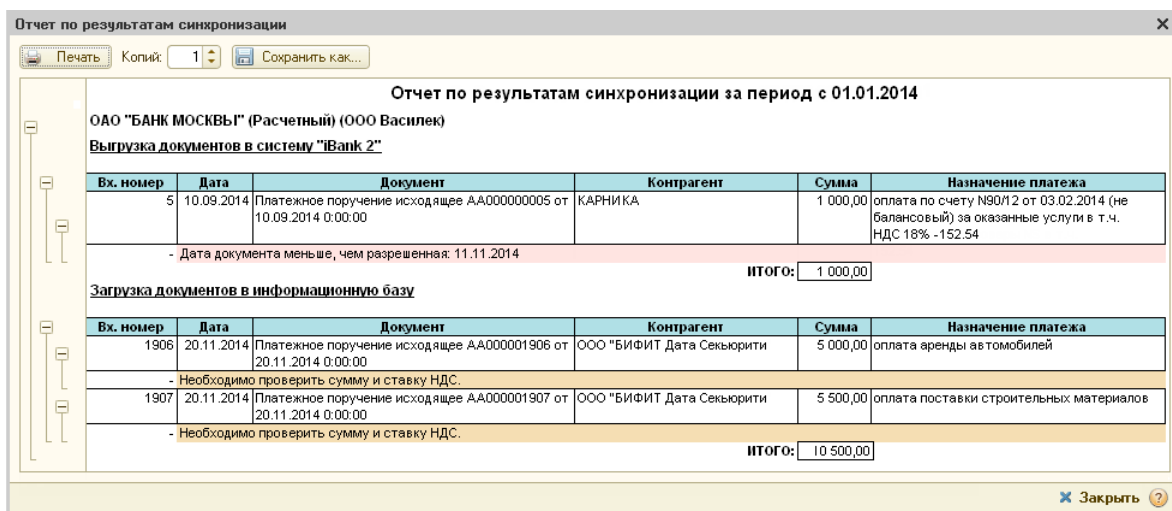 Отчет по результатам синхронизации
Печать Копий: 1 Сохранить как...
Отчет по результатам синхронизации за период с 01.01.2014
ОАО "БАНК МОСКВЫ" (Расчетный) (ООО Василек)
Выгрузка документов в систему "iBank 2"
Вх. номер Дата Документ Контрагент Сумма Назначение платежа
5 10.09.2014 Платежное поручение исходящее АА000000005 от КАРНИКА 1 000,00 оплата по счету N90/12 от 03.02.2014 (не
10.09.2014 0:00:00 балансовый) за оказанные услуги в т.ч.
НДС 18% -152.54
- Дата документа меньше, чем разрешенная: 11.11.2014
ИТОГО: 1 000,00
Загрузка документов в информационную базу
Вх. номер Дата Документ Контрагент Сумма Назначение платежа
1906 20.11.2014 Платежное поручение исходящее АА000001906 от ООО "БИФИТ Дата Секьюрити 5 000,00 оплата аренды автомобилей
20.11.2014 0:00:00
- Необходимо проверить сумму и ставку НДС.
1907 20.11.2014 Платежное поручение исходящее АА000001907 от ООО "БИФИТ Дата Секьюрити 5 500,00 оплата поставки строительных материалов
20.11.2014 0:00:00
- Необходимо проверить сумму и ставку НДС.
ИТОГО: 10 500,00
Закрыть ?